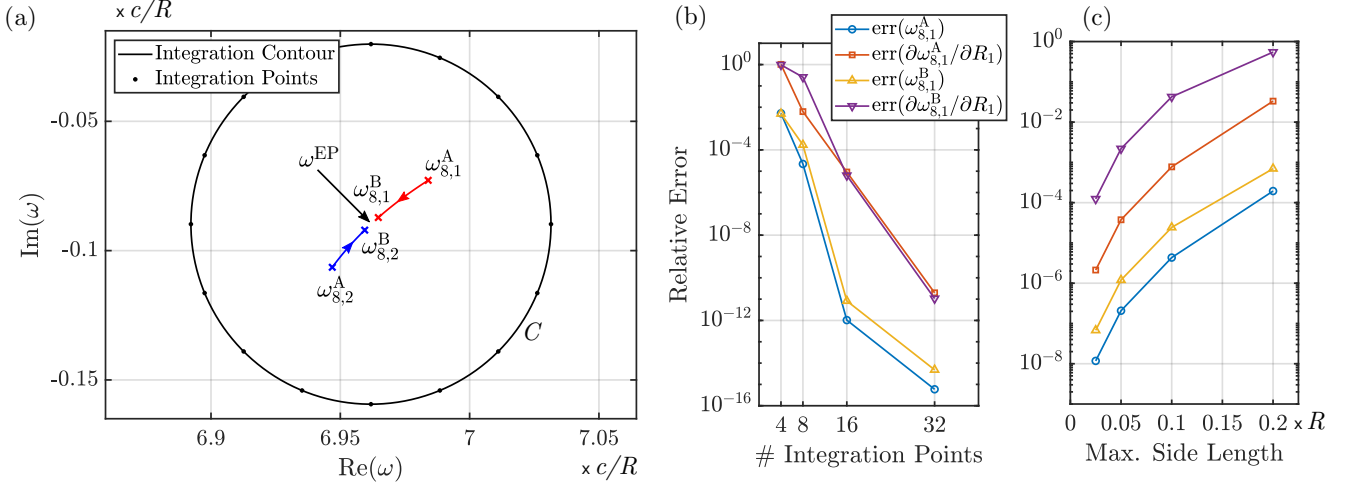 (a)
× c/R
Integration Contour
Integration Points
-0.05
-0.1
-0.15
Im(ω)
ω^EP
ω^A_8,1
ω^B_8,1
ω^B_8,2
ω^A_8,2
C
6.9 6.95 7 7.05
Re(ω)
× c/R
(b)
err(ω^A_8,1)
err(∂ω^A_8,1/∂R_1)
err(ω^B_8,1)
err(∂ω^B_8,1/∂R_1)
Relative Error
10^0
10^-4
10^-8
10^-12
10^-16
4 8 16 32
# Integration Points
(c)
10^0
10^-2
10^-4
10^-6
10^-8
0 0.05 0.1 0.15 0.2 × R
Max. Side Length